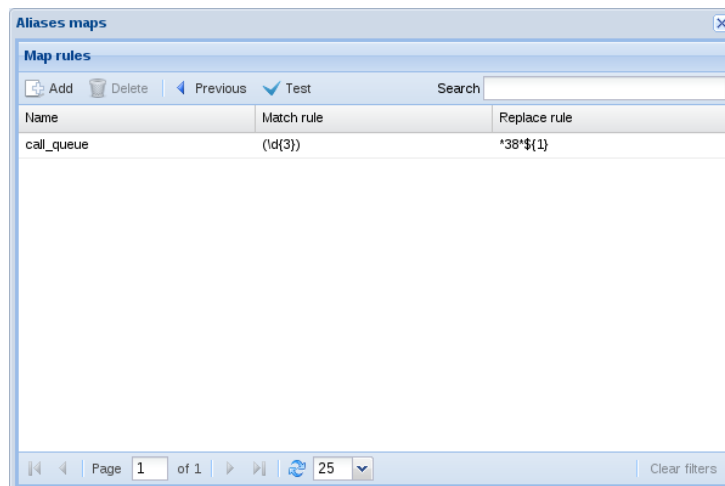 Aliases maps
Map rules
Add Delete Previous Test Search
Name Match rule Replace rule
call_queue (\d{3}) *38*${1}
Page 1 of 1 25 Clear filters